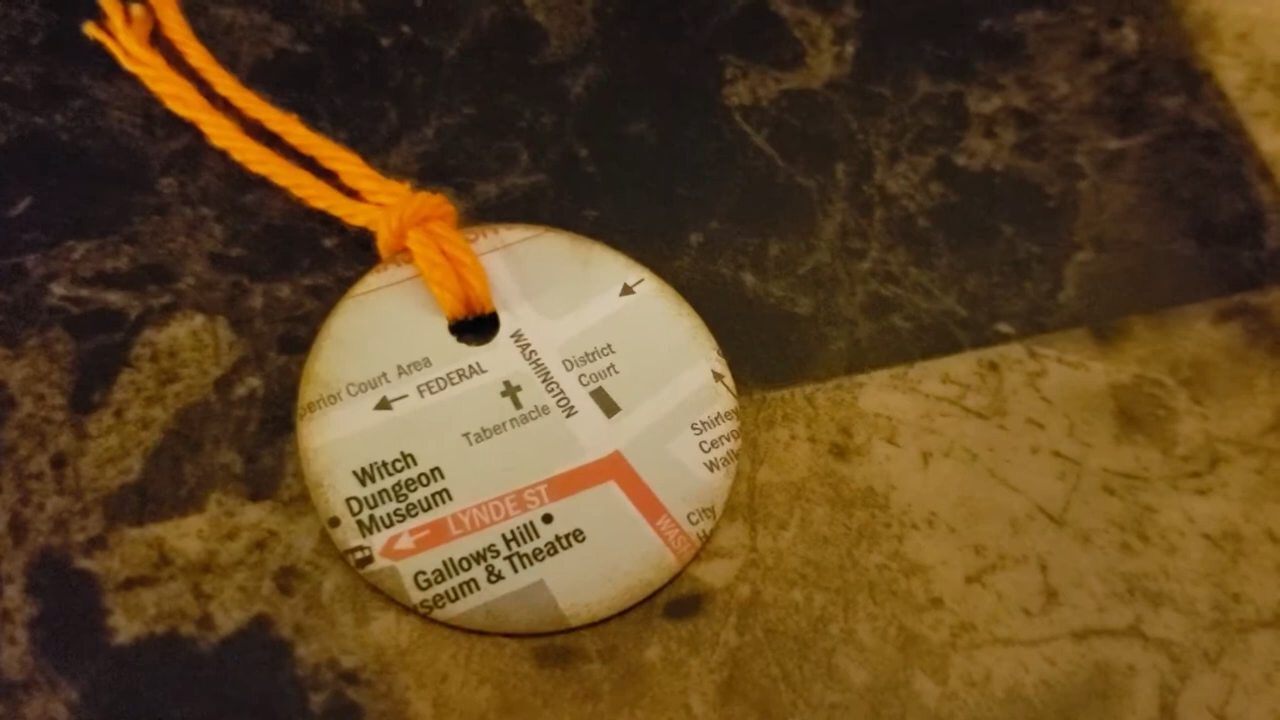 perior Court Area
FEDERAL
WASHINGTON
District
Court
Tabernacle
Shirley
Cervo
Walk
Witch
Dungeon
Museum
LYNDE ST
WASH
City
H
Gallows Hill
seum & Theatre